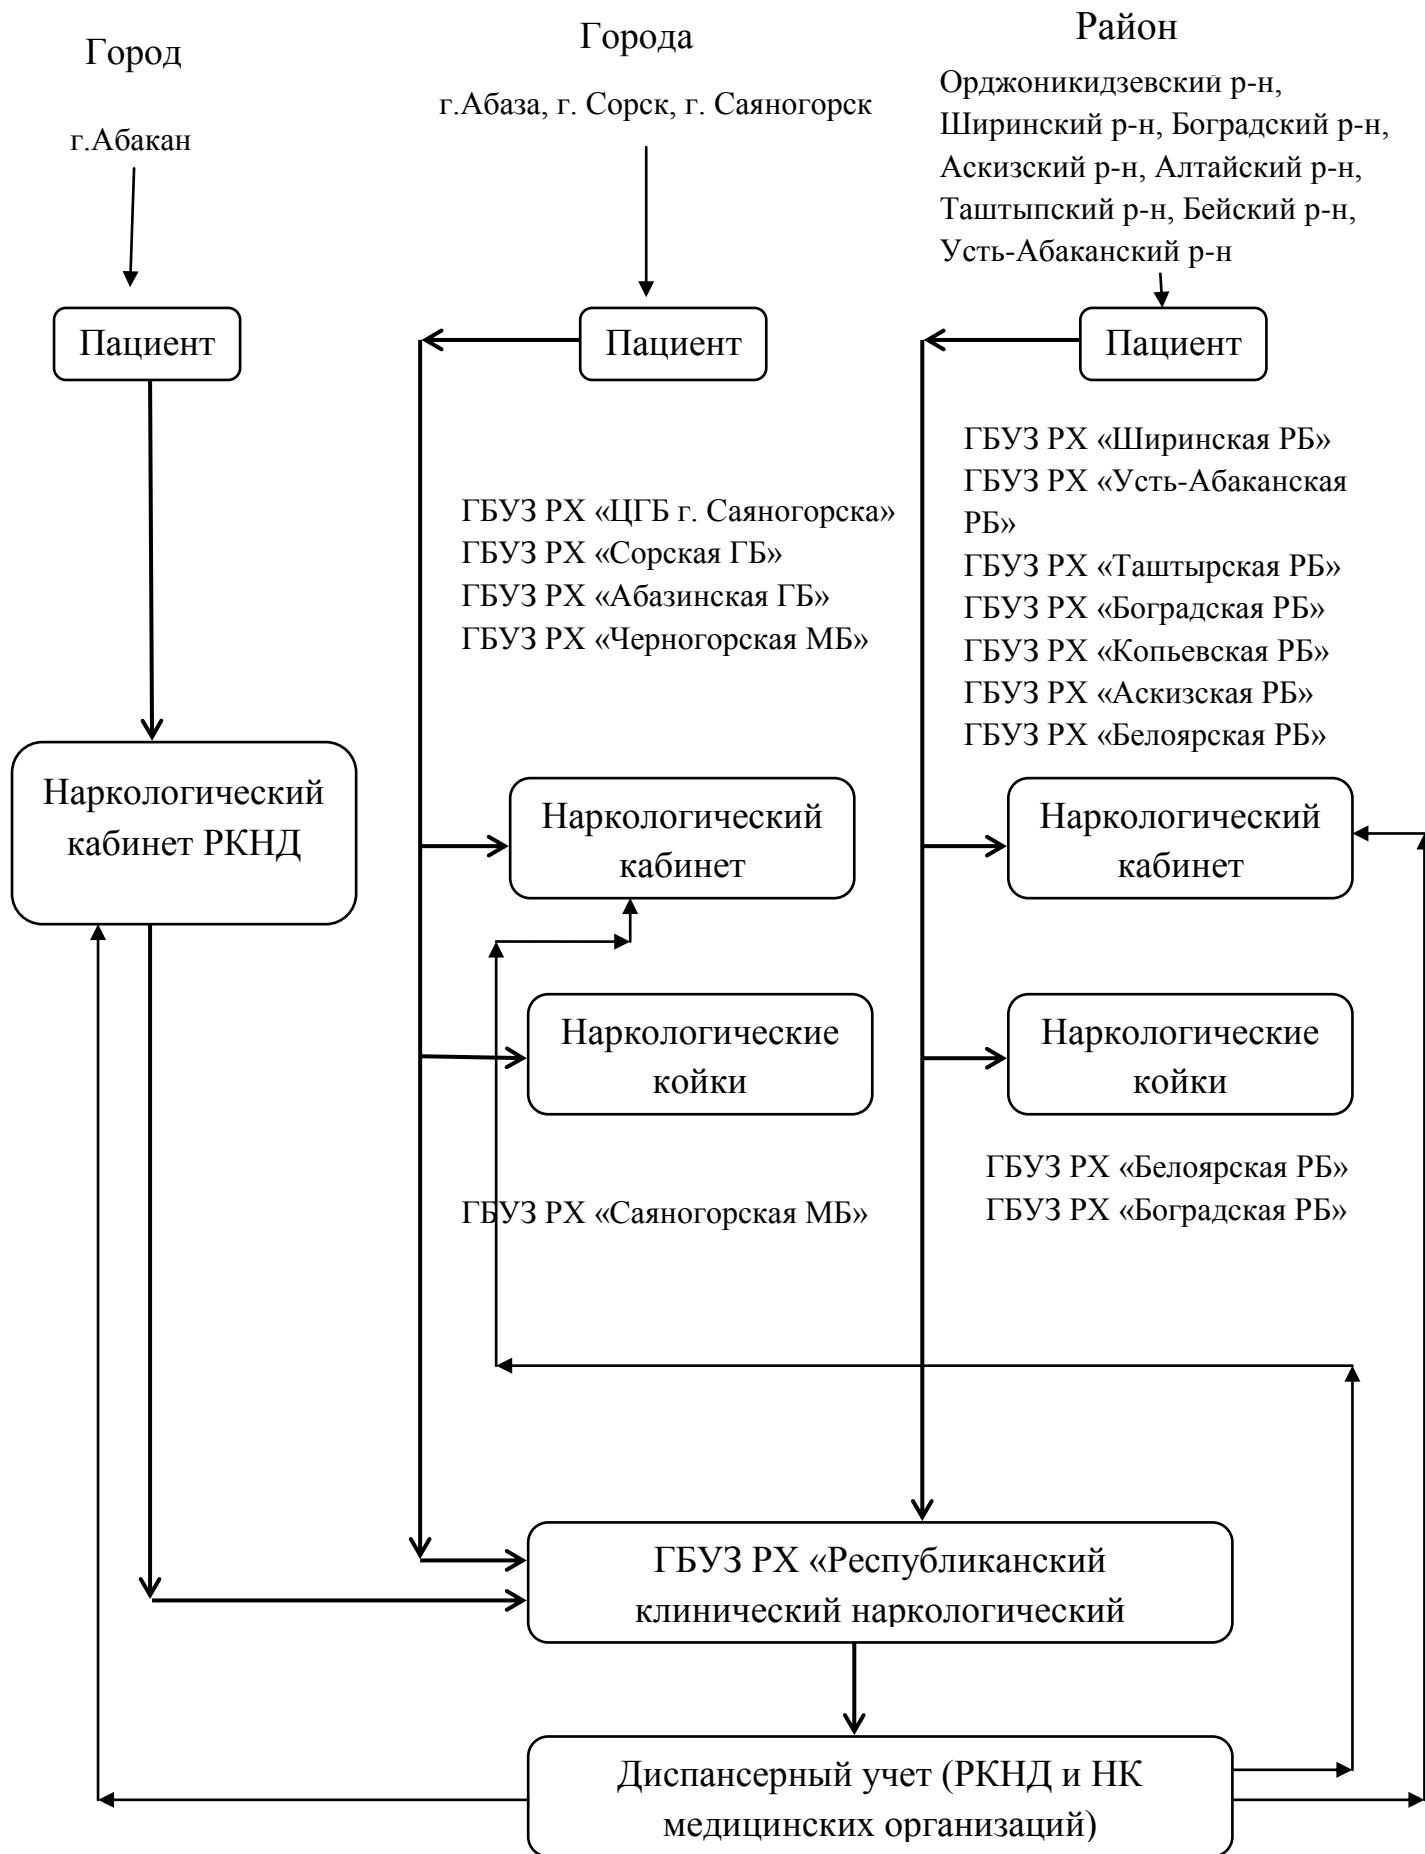 Город
г.Абакан
Пациент
Наркологический
кабинет РКНД
Города
г.Абаза, г. Сорск, г. Саяногорск
Пациент
ГБУЗ РХ «ЦГБ г. Саяногорска»
ГБУЗ РХ «Сорская ГБ»
ГБУЗ РХ «Абазинская ГБ»
ГБУЗ РХ «Черногорская МБ»
Наркологический
кабинет
Наркологические
койки
ГБУЗ РХ «Саяногорская МБ»
Район
Орджоникидзевский р-н,
Ширинский р-н, Боградский р-н,
Аскизский р-н, Алтайский р-н,
Таштыпский р-н, Бейский р-н,
Усть-Абаканский р-н
Пациент
ГБУЗ РХ «Ширинская РБ»
ГБУЗ РХ «Усть-Абаканская
РБ»
ГБУЗ РХ «Таштырская РБ»
ГБУЗ РХ «Боградская РБ»
ГБУЗ РХ «Копьевская РБ»
ГБУЗ РХ «Аскизская РБ»
ГБУЗ РХ «Белоярская РБ»
Наркологический
кабинет
Наркологические
койки
ГБУЗ РХ «Белоярская РБ»
ГБУЗ РХ «Боградская РБ»
ГБУЗ РХ «Республиканский
клинический наркологический
Диспансерный учет (РКНД и НК
медицинских организаций)